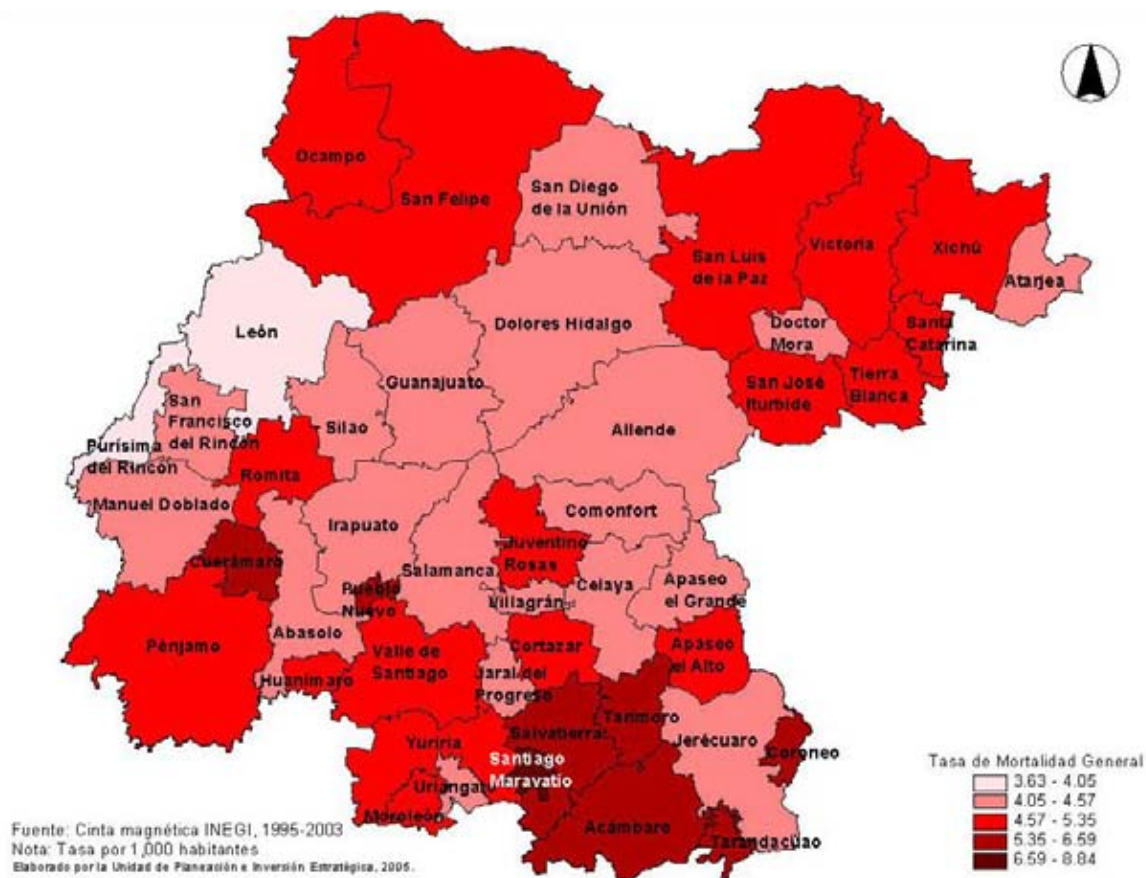 Ocampo
San Felipe
San Diego
de la Unión
San Luis
de la Paz
Victoria
Xichú
Atarjea
León
Dolores Hidalgo
Doctor
Mora
Santa
Catarina
Guanajuato
San José
Iturbide
Tierra
Blanca
San
Francisco
del Rincón
Silao
Allende
Purísima
del Rincón
Romita
Manuel Doblado
Irapuato
Comonfort
Cuerámaro
Juventino
Rosas
Salamanca
Celaya
Apaseo
el Grande
Pueblo
Nuevo
Villagrán
Abasolo
Pénjamo
Valle de
Santiago
Cortazar
Apaseo
el Alto
Huanimaro
Jaral del
Progreso
Tanmoro
Salvatierra
Jerécuaro
Coroneo
Yuriria
Santiago
Maravatío
Uriangato
Moroleón
Acámbaro
Tarandacúao
Tasa de Mortalidad General
3.63 - 4.05
4.05 - 4.57
4.57 - 5.35
5.35 - 6.59
6.59 - 8.84
Fuente: Cinta magnética INEGI, 1995-2003
Nota: Tasa por 1,000 habitantes
Elaborado por la Unidad de Planeación e Inversión Estratégica, 2005.